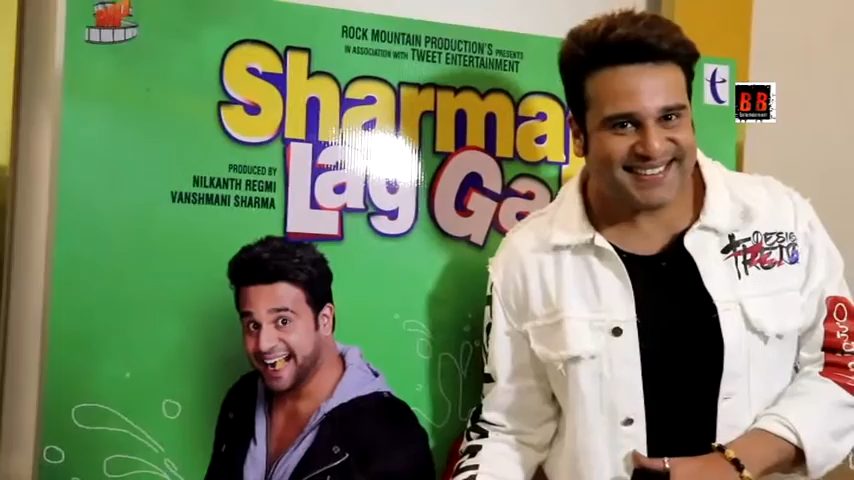 ROCK MOUNTAIN PRODUCTION'S PRESENTS
IN ASSOCIATION WITH TWEET ENTERTAINMENT
Sharma
Lag Ga
PRODUCED BY
NILKANTH REGMI
VANSHMANI SHARMA
t
BB
DESIG